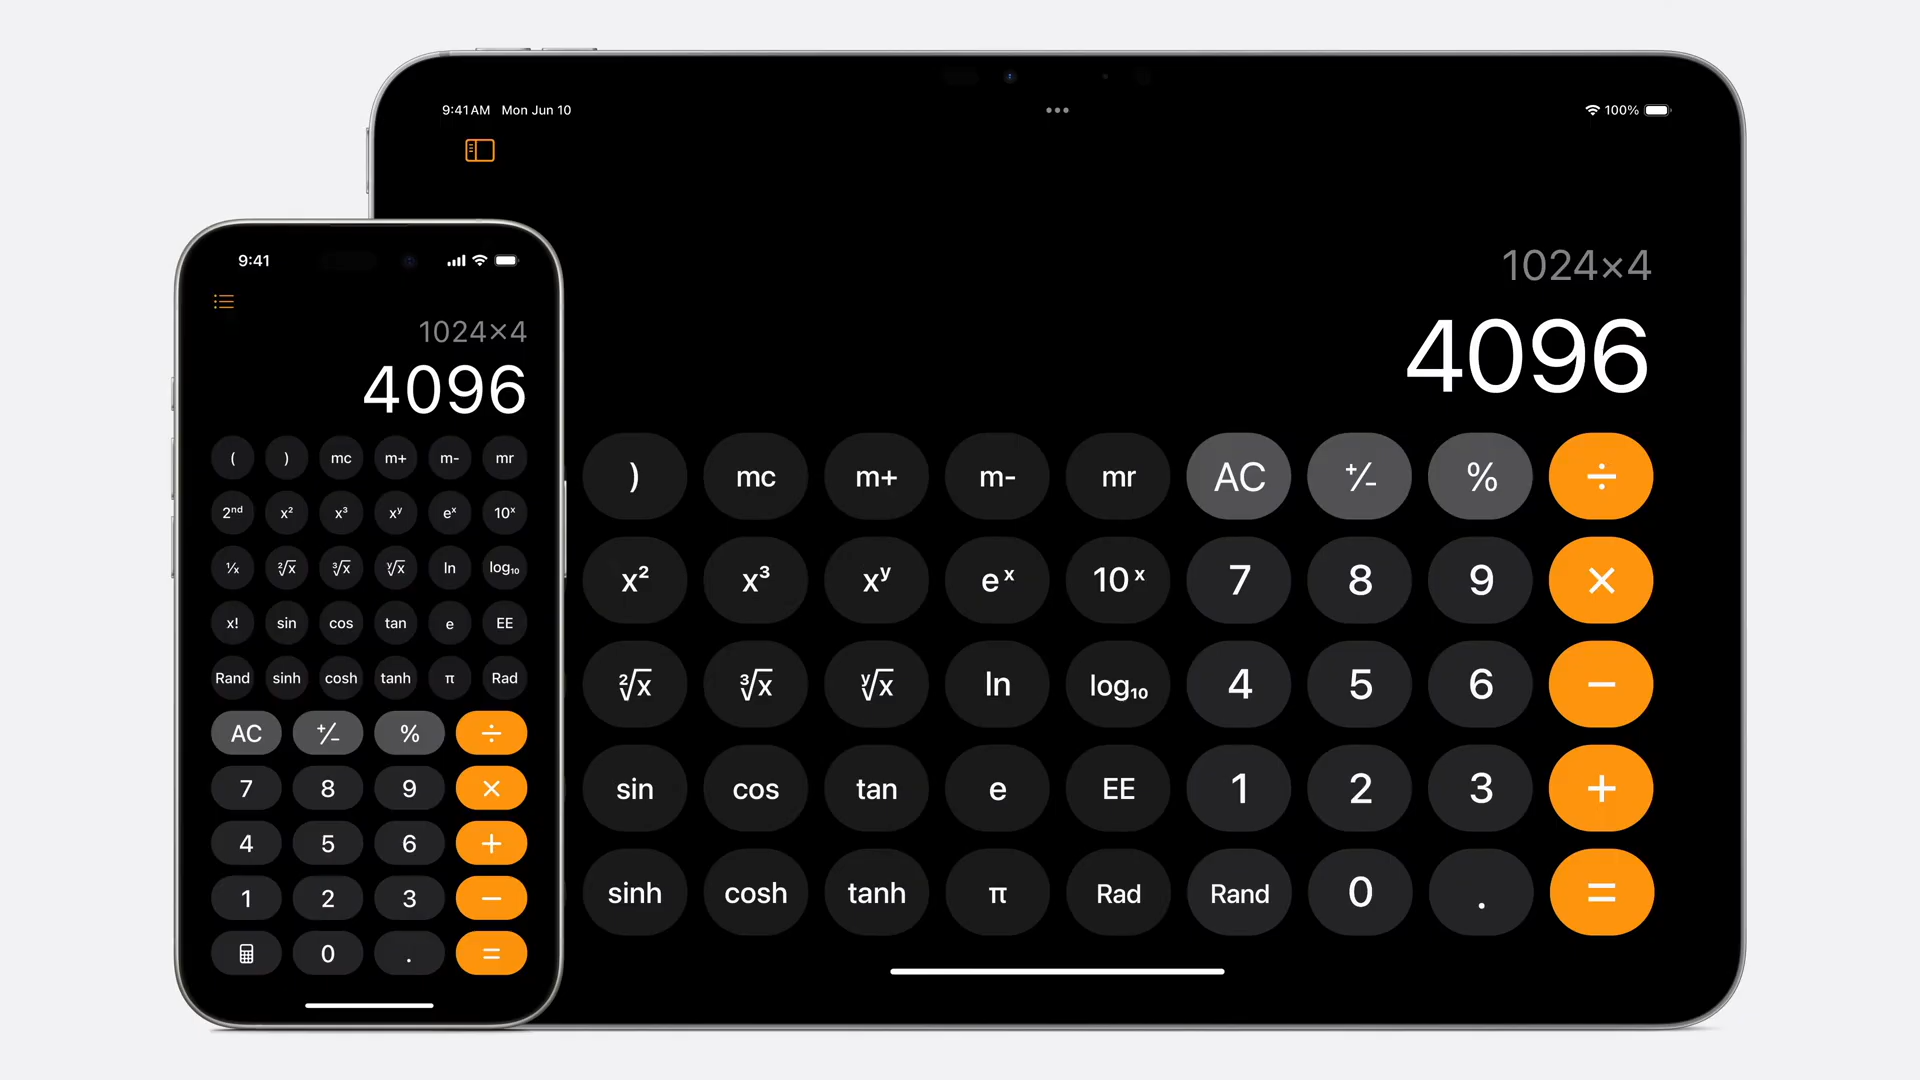 9:41 AM Mon Jun 10
100%
1024×4
4096
) mc m+ m- mr AC +/- % ÷
x² x³ xʸ eˣ 10ˣ 7 8 9 ×
²√x ³√x ʸ√x ln log₁₀ 4 5 6 −
sin cos tan e EE 1 2 3 +
sinh cosh tanh π Rad Rand 0 . =
9:41
1024×4
4096
( ) mc m+ m- mr
2ⁿᵈ x² x³ xʸ eˣ 10ˣ
¹/x ²√x ³√x ʸ√x ln log₁₀
x! sin cos tan e EE
Rand sinh cosh tanh π Rad
AC +/- % ÷
7 8 9 ×
4 5 6 +
1 2 3 −
0 . =